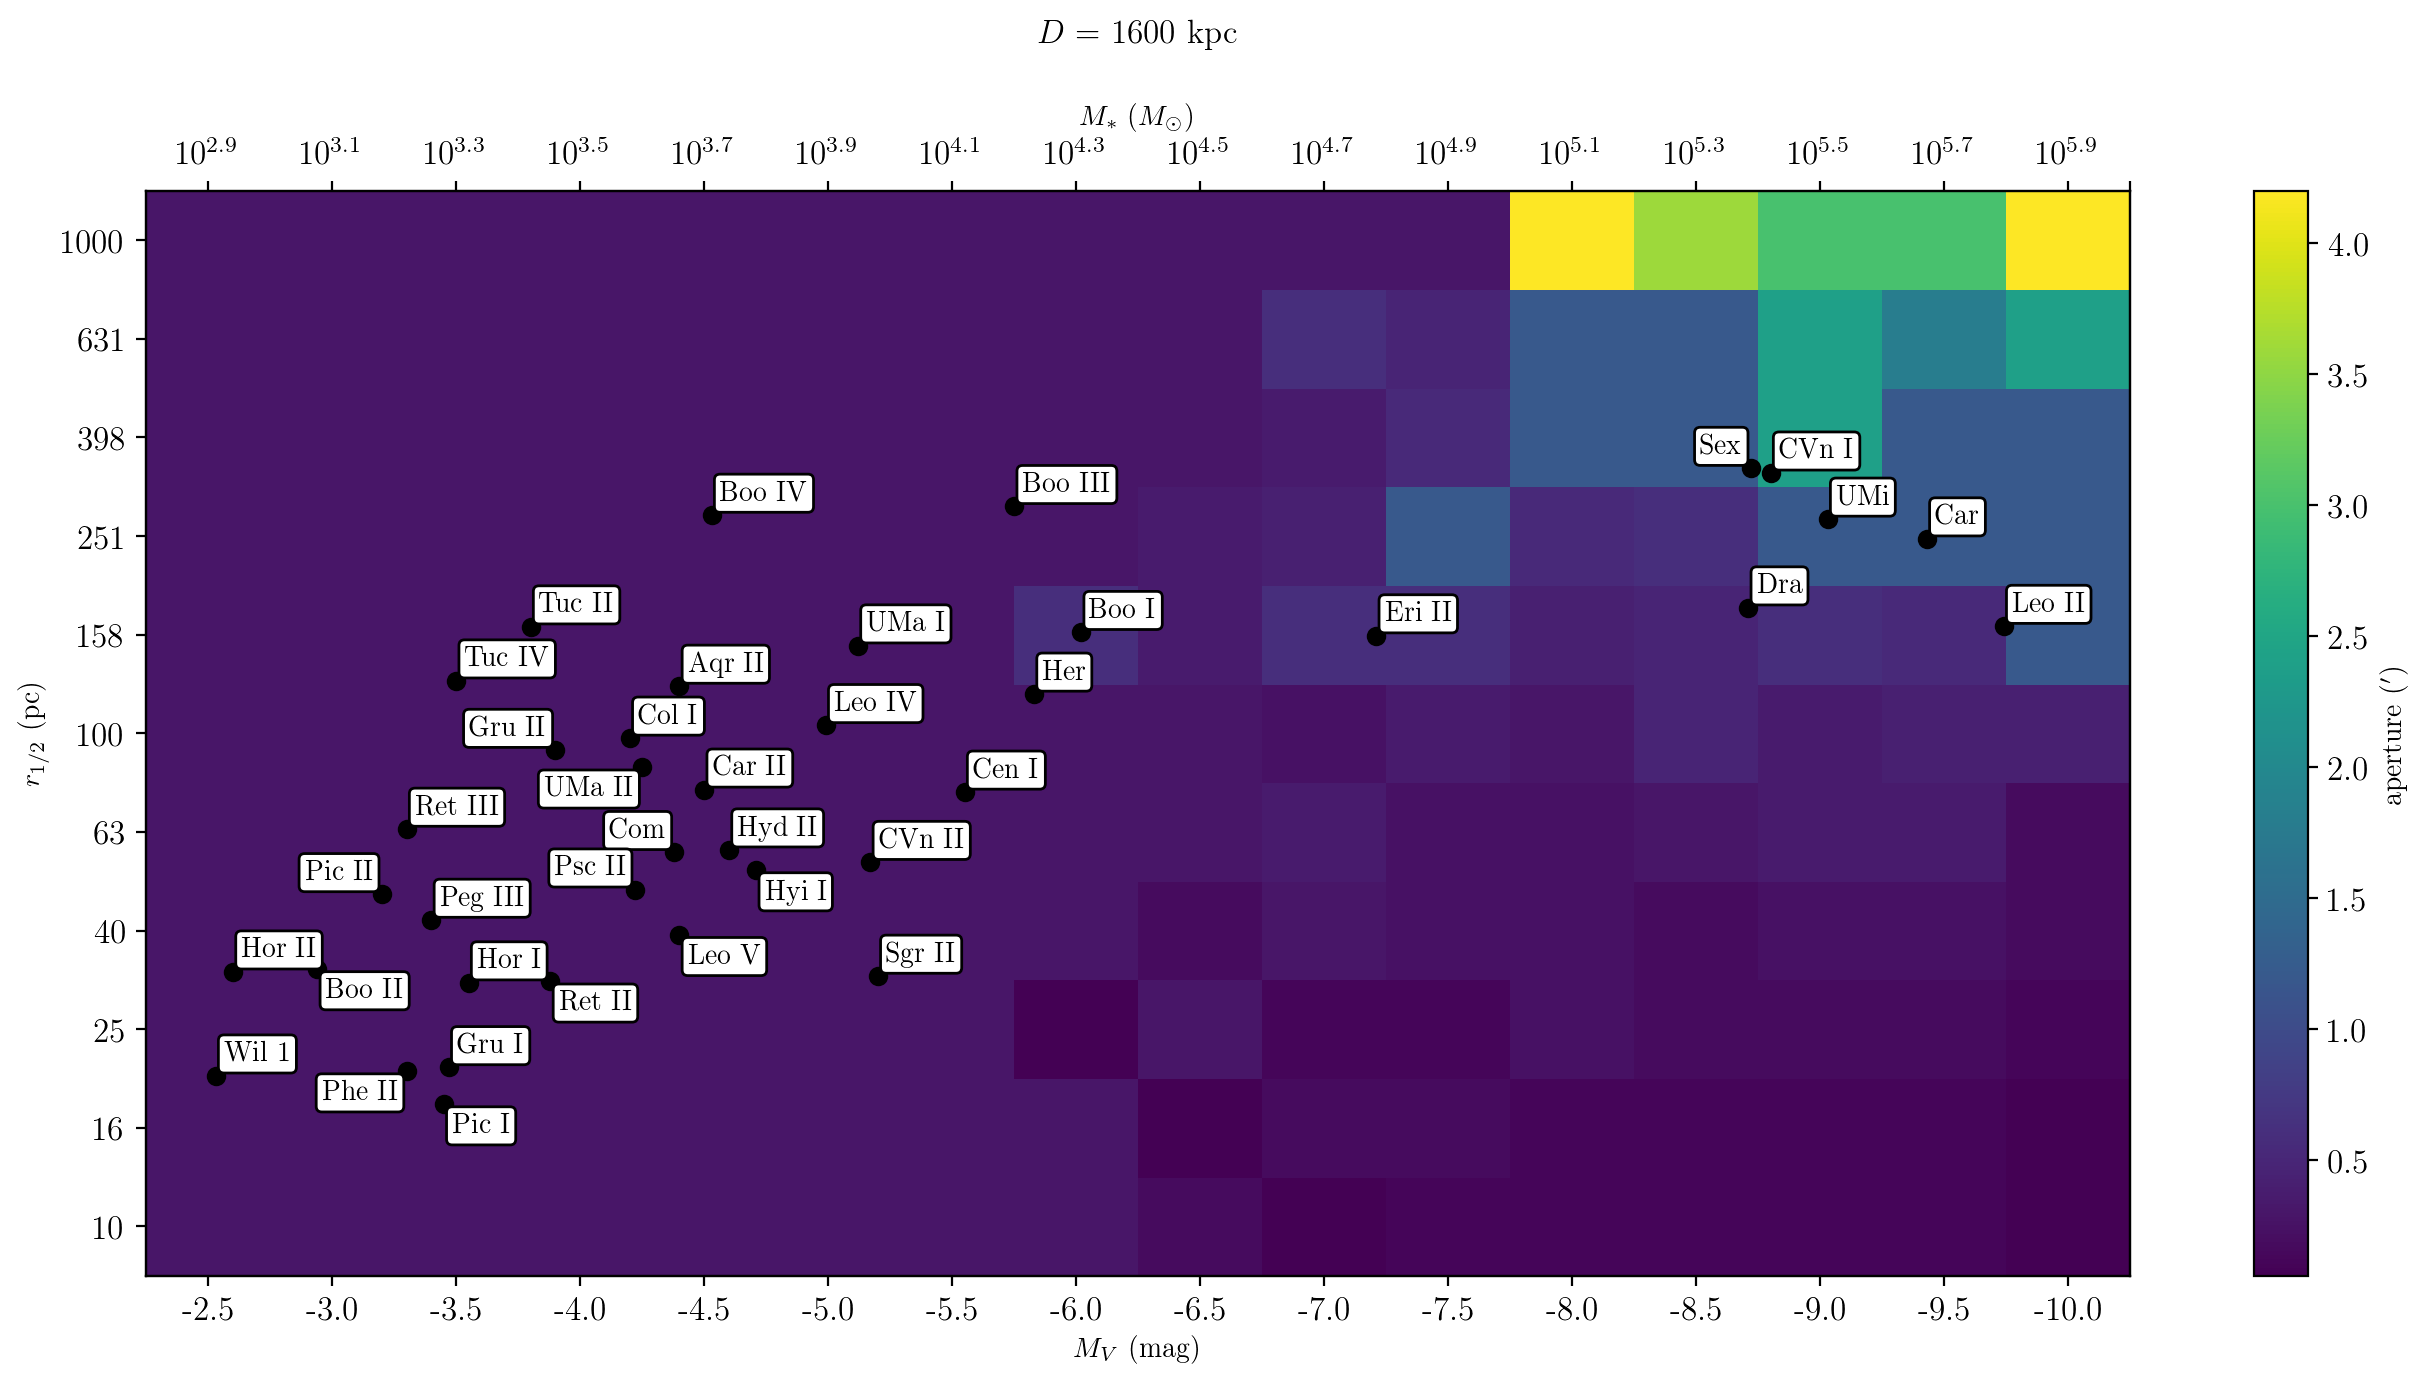 D = 1600 kpc
M* (M⊙)
10^2.9 10^3.1 10^3.3 10^3.5 10^3.7 10^3.9 10^4.1 10^4.3 10^4.5 10^4.7 10^4.9 10^5.1 10^5.3 10^5.5 10^5.7 10^5.9
1000
631
398
251
158
100
63
40
25
16
10
r1/2 (pc)
Sex
CVn I
Boo IV
Boo III
UMi
Car
Dra
Tuc II
UMa I
Boo I
Eri II
Leo II
Tuc IV
Aqr II
Her
Gru II
Col I
Leo IV
UMa II
Car II
Cen I
Ret III
Com
Hyd II
CVn II
Pic II
Psc II
Peg III
Hyi I
Hor II
Boo II
Hor I
Ret II
Leo V
Sgr II
Wil 1
Gru I
Phe II
Pic I
-2.5 -3.0 -3.5 -4.0 -4.5 -5.0 -5.5 -6.0 -6.5 -7.0 -7.5 -8.0 -8.5 -9.0 -9.5 -10.0
MV (mag)
4.0
3.5
3.0
2.5
2.0
1.5
1.0
0.5
aperture (′)